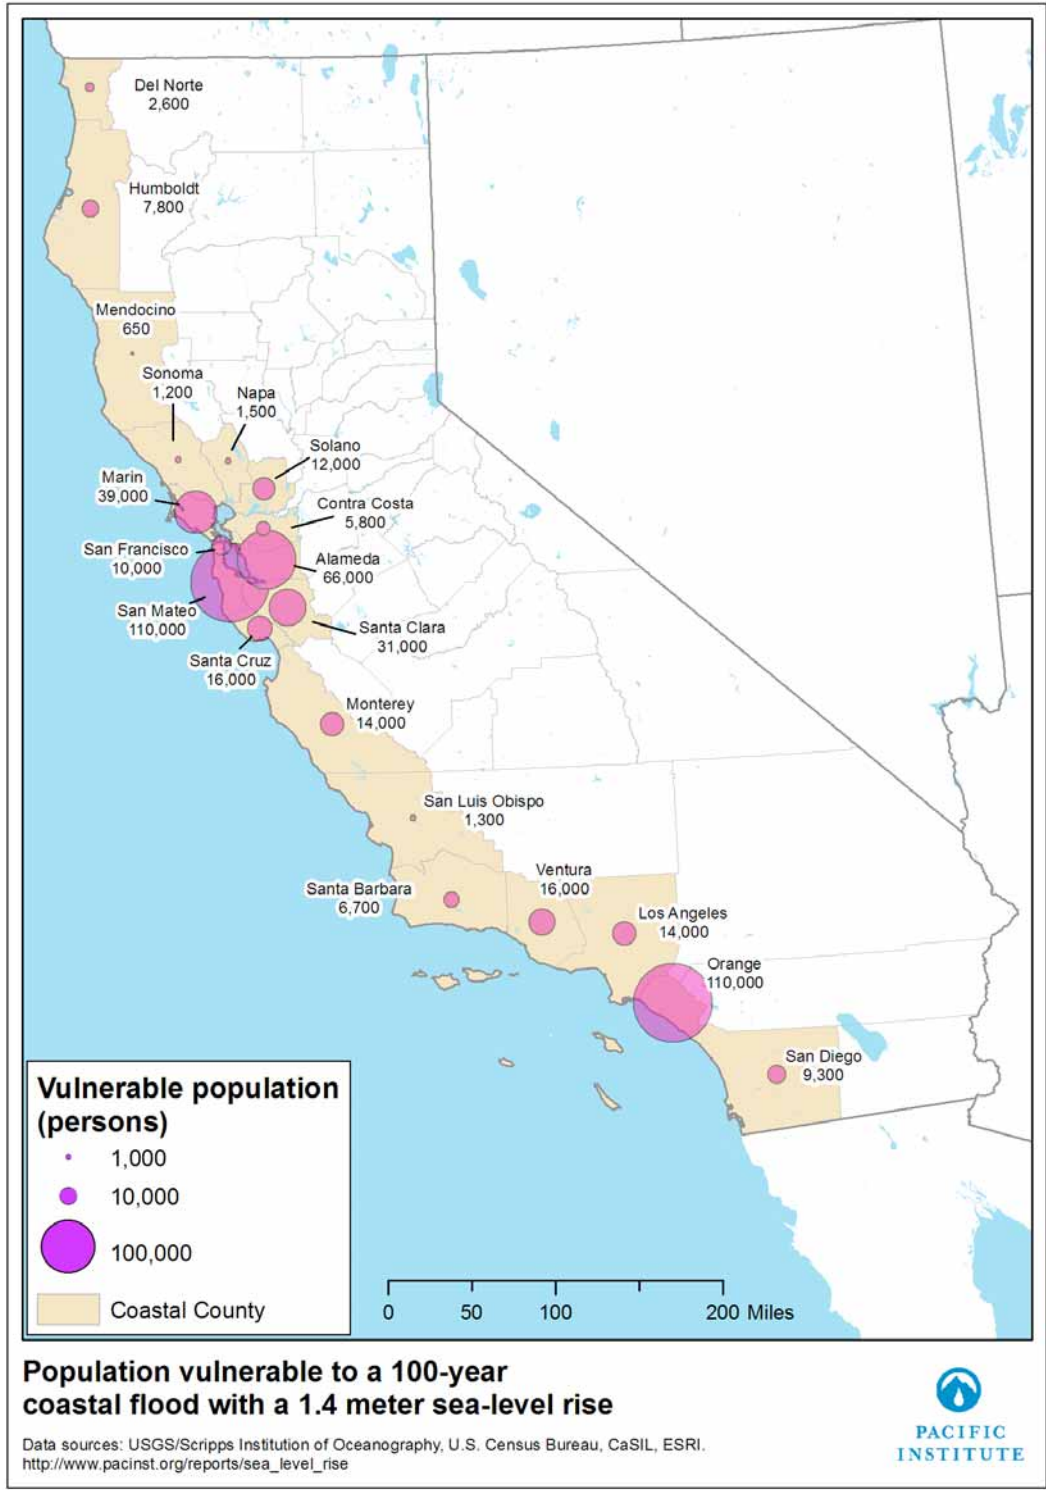 Del Norte
2,600
Humboldt
7,800
Mendocino
650
Sonoma
1,200
Napa
1,500
Solano
12,000
Marin
39,000
Contra Costa
5,800
San Francisco
10,000
Alameda
66,000
San Mateo
110,000
Santa Clara
31,000
Santa Cruz
16,000
Monterey
14,000
San Luis Obispo
1,300
Ventura
16,000
Santa Barbara
6,700
Los Angeles
14,000
Orange
110,000
San Diego
9,300
Vulnerable population
(persons)
1,000
10,000
100,000
Coastal County
0 50 100 200 Miles
Population vulnerable to a 100-year
coastal flood with a 1.4 meter sea-level rise
Data sources: USGS/Scripps Institution of Oceanography, U.S. Census Bureau, CaSIL, ESRI.
http://www.pacinst.org/reports/sea_level_rise
PACIFIC
INSTITUTE